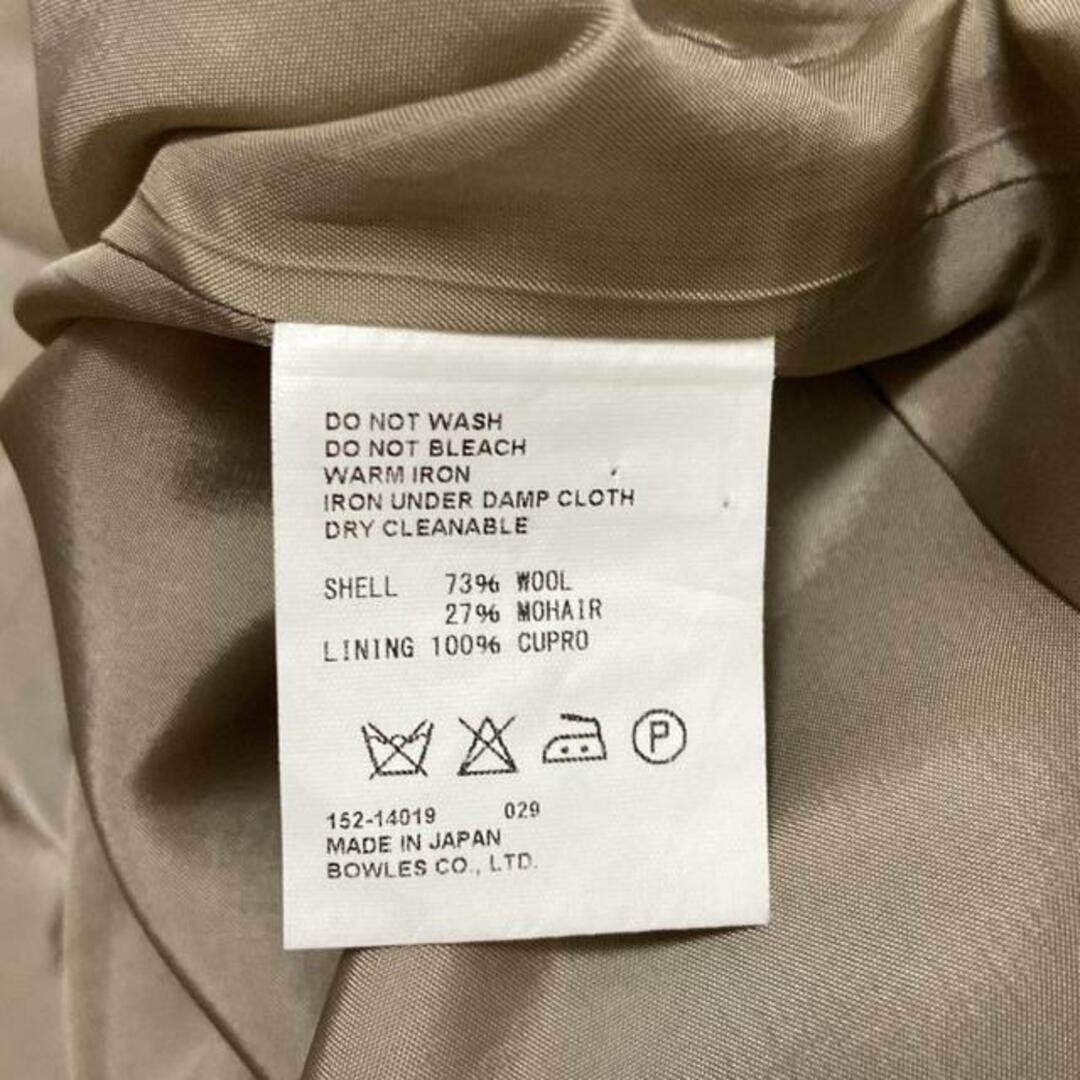 DO NOT WASH
DO NOT BLEACH
WARM IRON
IRON UNDER DAMP CLOTH
DRY CLEANABLE
SHELL 73% WOOL
27% MOHAIR
LINING 100% CUPRO
P
152-14019 029
MADE IN JAPAN
BOWLES CO., LTD.